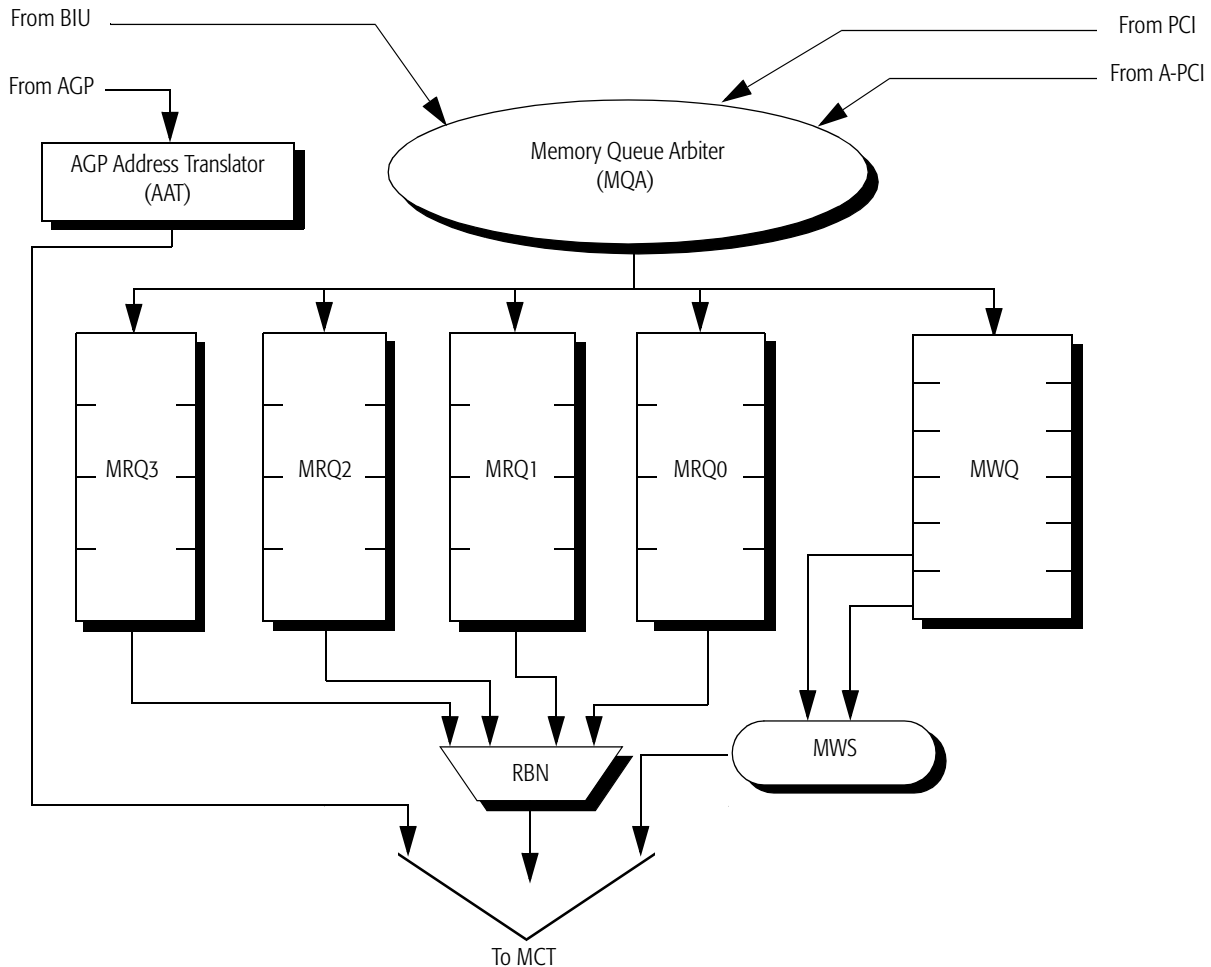 From BIU
From PCI
From A-PCI
From AGP
AGP Address Translator
(AAT)
Memory Queue Arbiter
(MQA)
MRQ3
MRQ2
MRQ1
MRQ0
MWQ
MWS
RBN
To MCT